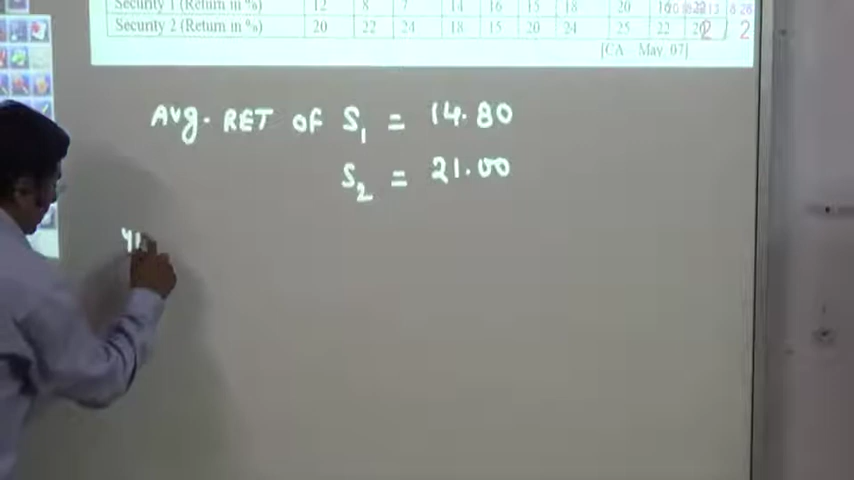 Security 1 (Return in %) 12 8 7 14 16 15 18 20 16
Security 2 (Return in %) 20 22 24 18 15 20 24 25 22 20
2 2
[CA May 07]
Avg. RET OF S1 = 14.80
S2 = 21.00